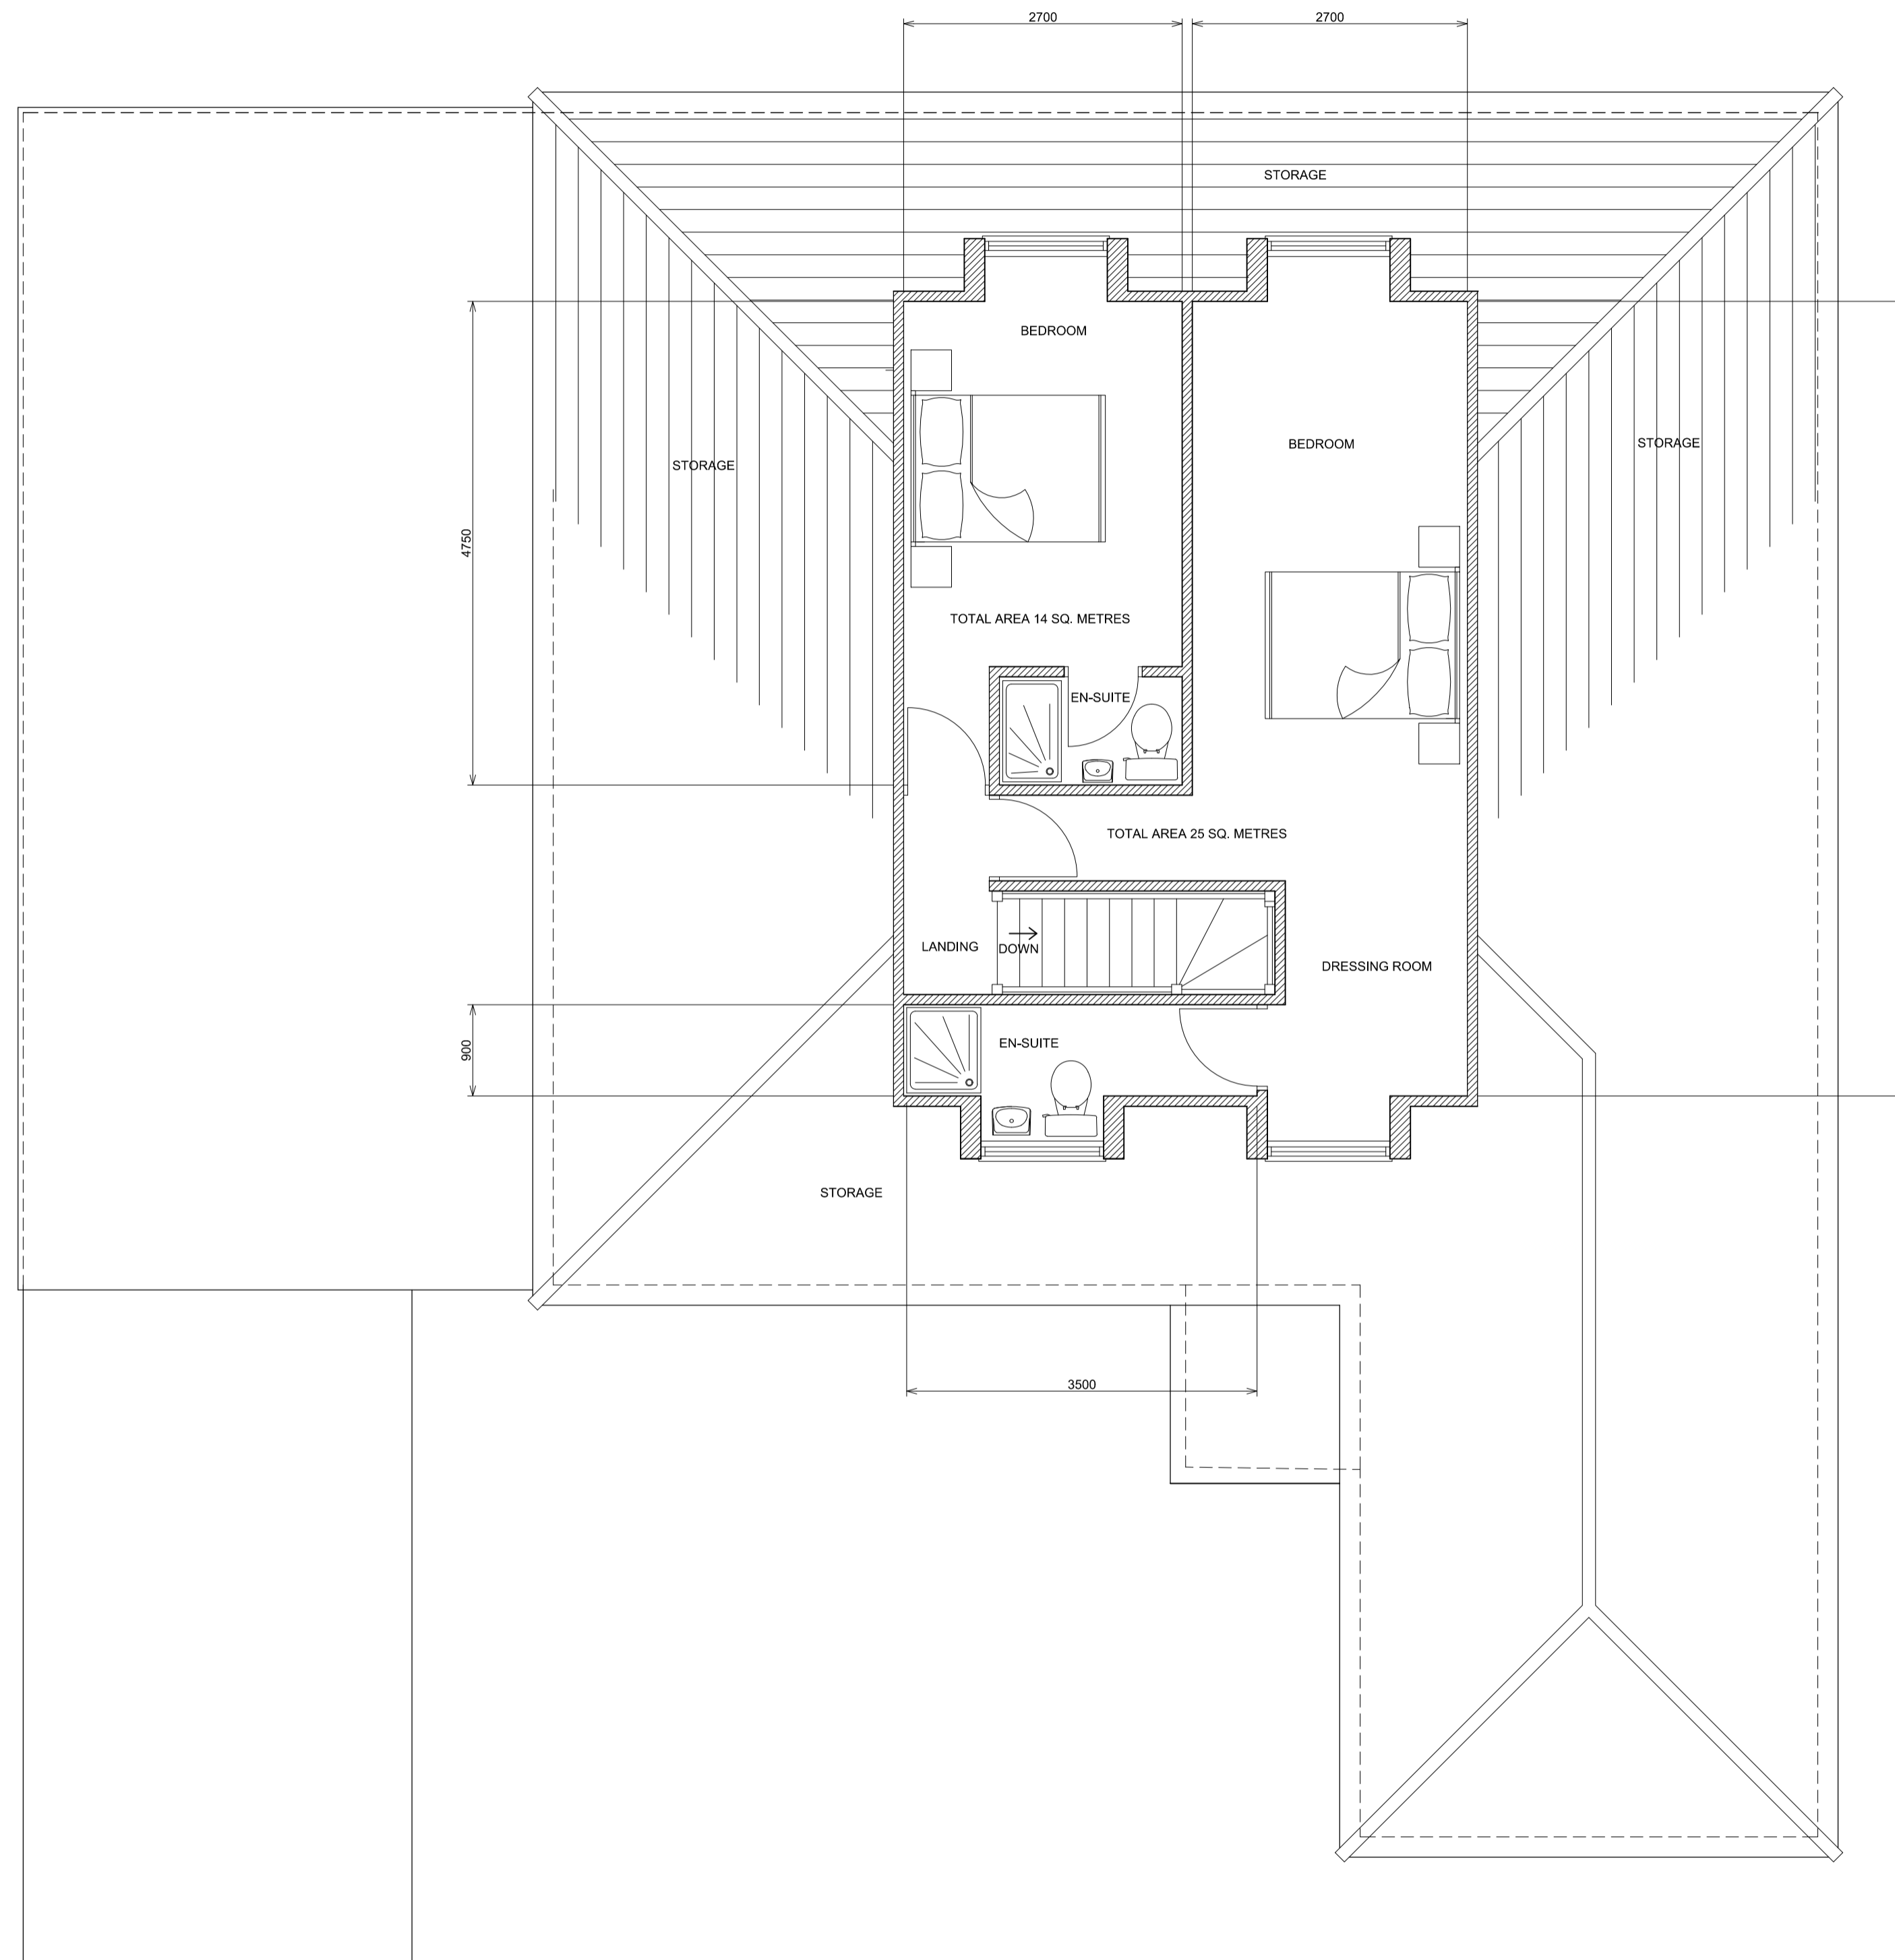 2700
2700
STORAGE
BEDROOM
BEDROOM
STORAGE
STORAGE
4750
TOTAL AREA 14 SQ. METRES
EN-SUITE
TOTAL AREA 25 SQ. METRES
LANDING
DOWN
DRESSING ROOM
900
EN-SUITE
STORAGE
3500